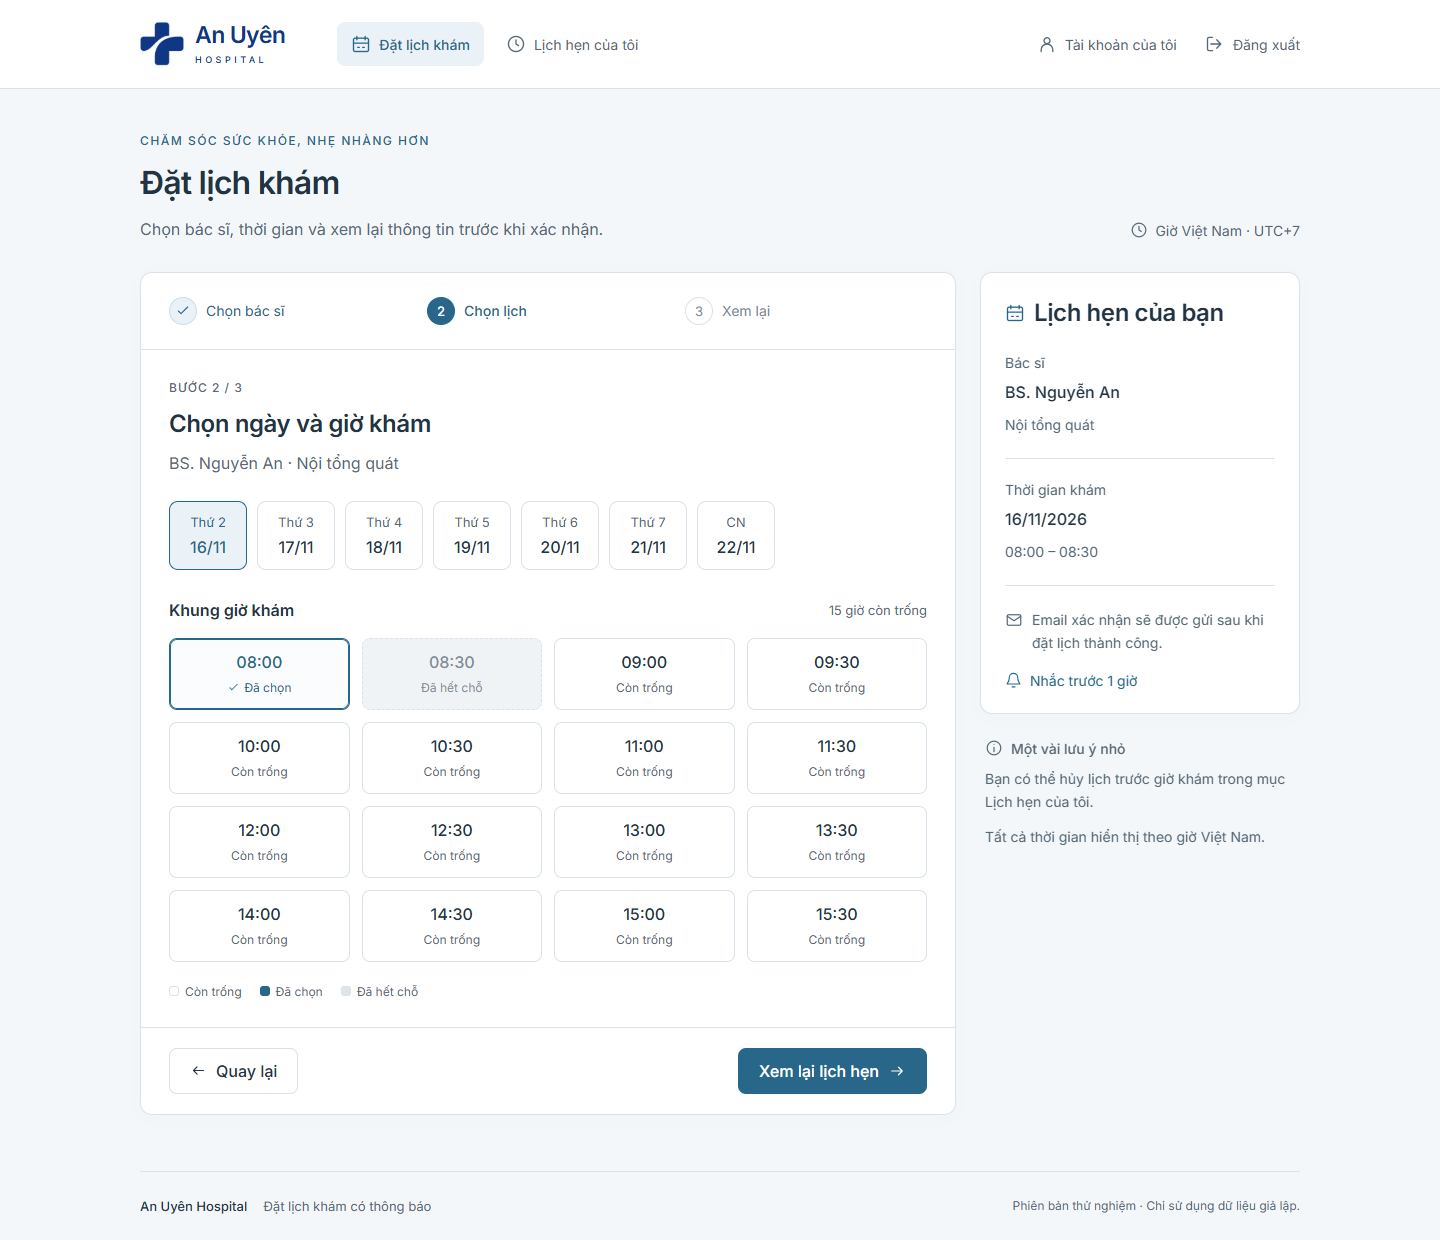 An Uyên
HOSPITAL
Đặt lịch khám
Lịch hẹn của tôi
Tài khoản của tôi
Đăng xuất
CHĂM SÓC SỨC KHỎE, NHẸ NHÀNG HƠN
Đặt lịch khám
Chọn bác sĩ, thời gian và xem lại thông tin trước khi xác nhận.
Giờ Việt Nam · UTC+7
Chọn bác sĩ
2 Chọn lịch
3 Xem lại
BƯỚC 2 / 3
Chọn ngày và giờ khám
BS. Nguyễn An · Nội tổng quát
Thứ 2
16/11
Thứ 3
17/11
Thứ 4
18/11
Thứ 5
19/11
Thứ 6
20/11
Thứ 7
21/11
CN
22/11
Khung giờ khám
15 giờ còn trống
08:00
Đã chọn
08:30
Đã hết chỗ
09:00
Còn trống
09:30
Còn trống
10:00
Còn trống
10:30
Còn trống
11:00
Còn trống
11:30
Còn trống
12:00
Còn trống
12:30
Còn trống
13:00
Còn trống
13:30
Còn trống
14:00
Còn trống
14:30
Còn trống
15:00
Còn trống
15:30
Còn trống
Còn trống
Đã chọn
Đã hết chỗ
Quay lại
Xem lại lịch hẹn
Lịch hẹn của bạn
Bác sĩ
BS. Nguyễn An
Nội tổng quát
Thời gian khám
16/11/2026
08:00 – 08:30
Email xác nhận sẽ được gửi sau khi
đặt lịch thành công.
Nhắc trước 1 giờ
Một vài lưu ý nhỏ
Bạn có thể hủy lịch trước giờ khám trong mục
Lịch hẹn của tôi.
Tất cả thời gian hiển thị theo giờ Việt Nam.
An Uyên Hospital
Đặt lịch khám có thông báo
Phiên bản thử nghiệm · Chỉ sử dụng dữ liệu giả lập.